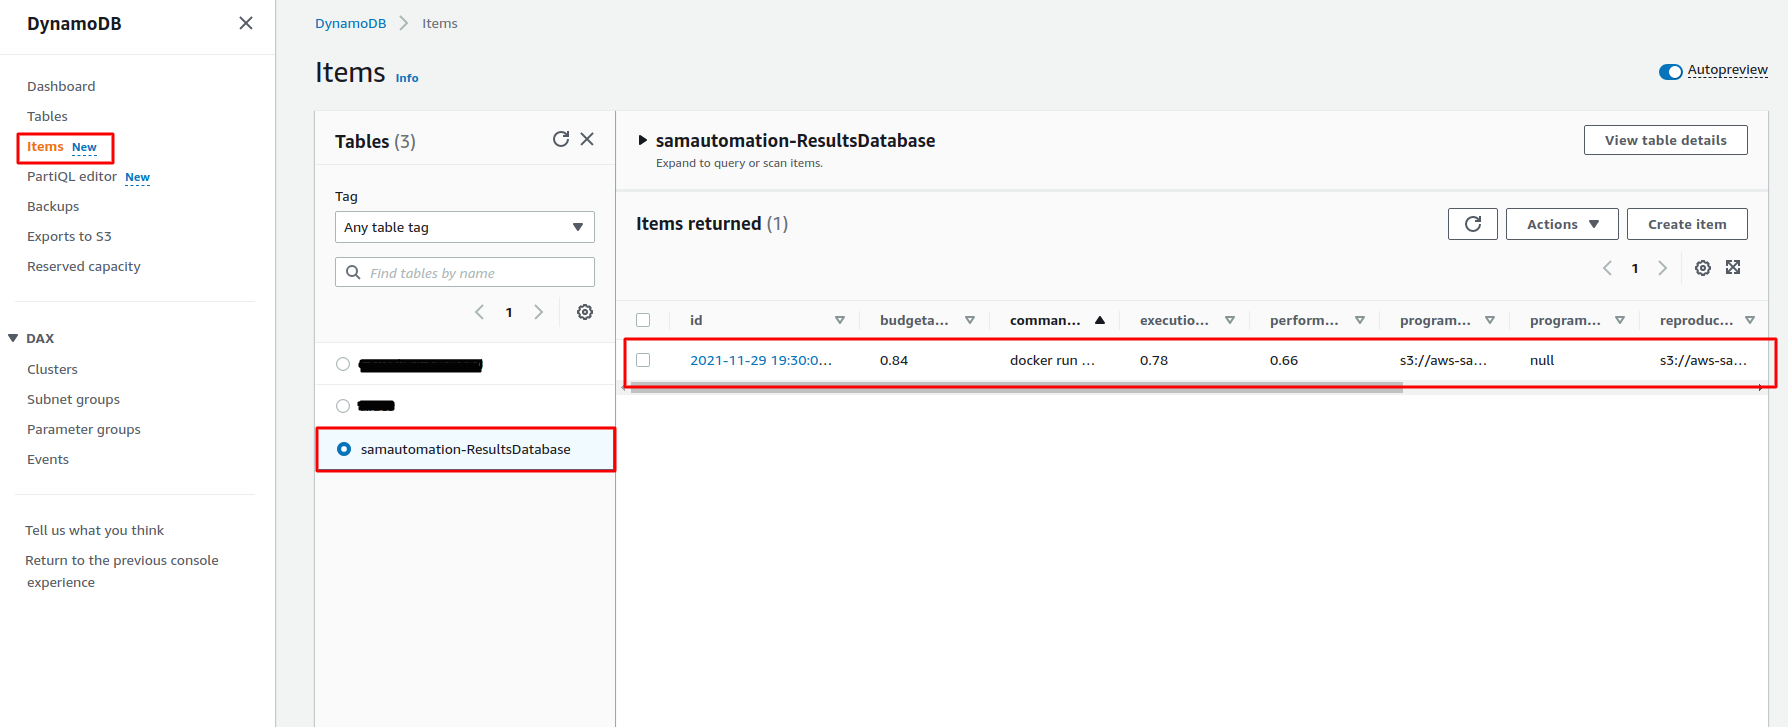 DynamoDB
Dashboard
Tables
Items New
PartiQL editor New
Backups
Exports to S3
Reserved capacity
DAX
Clusters
Subnet groups
Parameter groups
Events
Tell us what you think
Return to the previous console
experience
DynamoDB Items
Items Info
Autopreview
Tables (3)
Tag
Any table tag
Find tables by name
1
samautomation-ResultsDatabase
samautomation-ResultsDatabase
Expand to query or scan items.
View table details
Items returned (1)
Actions
Create item
1
id budgeta... comman... executio... perform... program... program... reproduc...
2021-11-29 19:30:0... 0.84 docker run ... 0.78 0.66 s3://aws-sa... null s3://aws-sa...